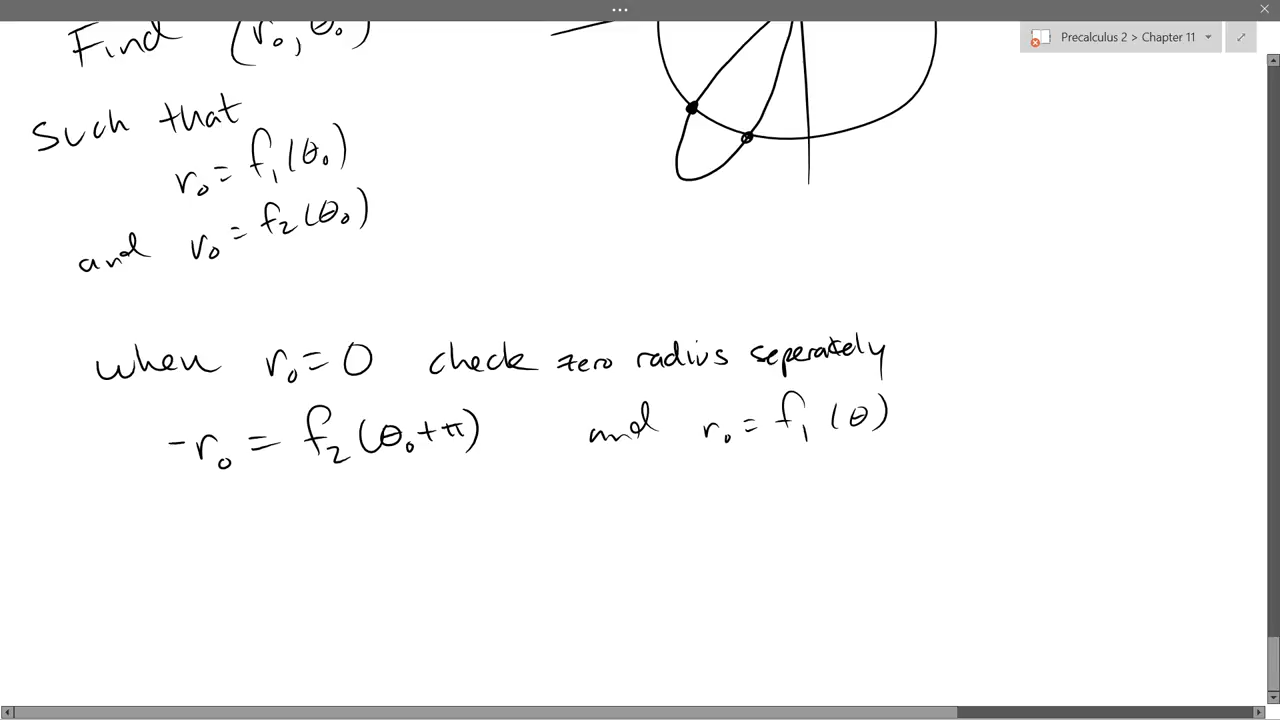 ...
Precalculus 2 > Chapter 11
Find (r₀, θ₀)
Such that
r₀ = f₁(θ₀)
and r₀ = f₂(θ₀)
when r₀ = 0 check zero radius seperately
-r₀ = f₂(θ₀+π) and r₀ = f₁(θ)